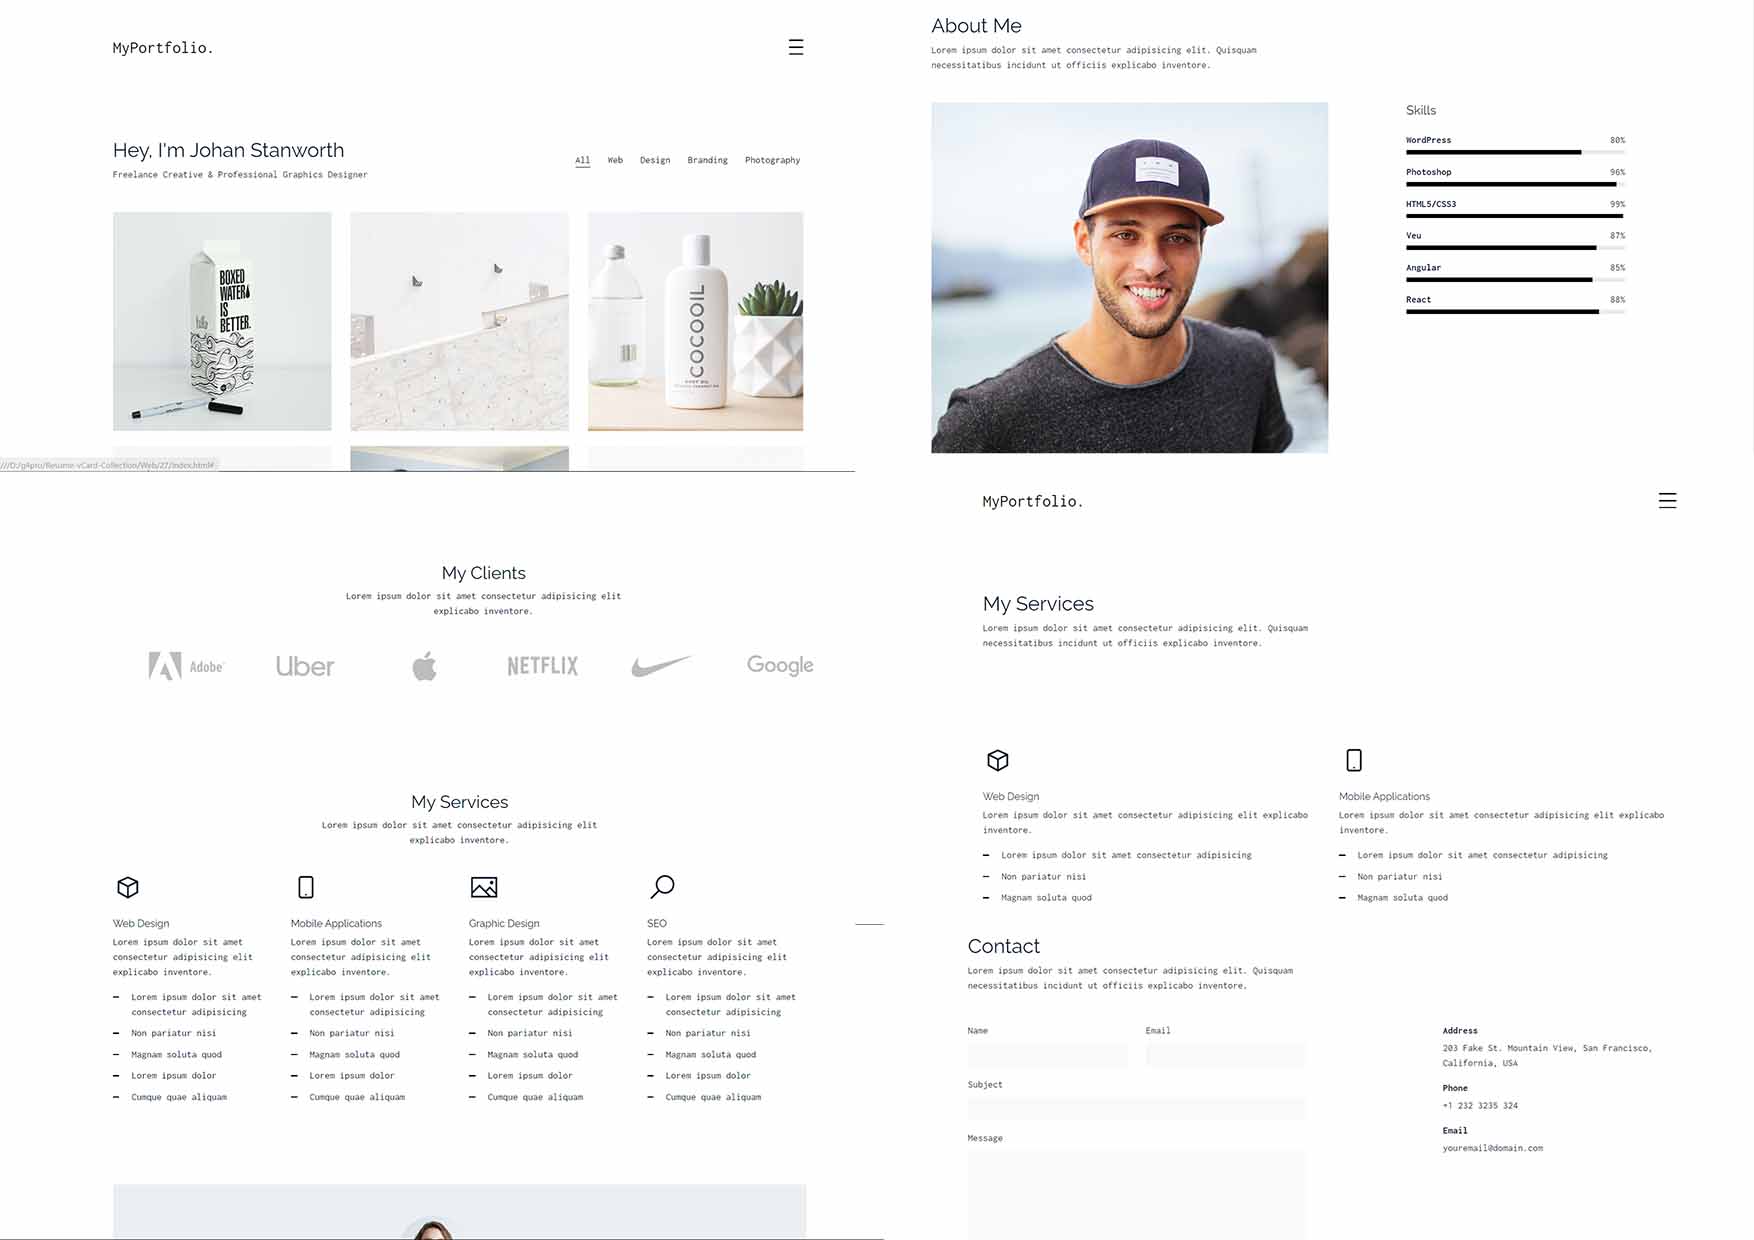 MyPortfolio.
Hey, I'm Johan Stanworth
Freelance Creative & Professional Graphics Designer
All Web Design Branding Photography
BOXED
WATER
IS
BETTER.
hello
COCOOIL
BODY OIL
///D:/g4pru/Resume-vCard-Collection/Web/27/index.html#
About Me
Lorem ipsum dolor sit amet consectetur adipisicing elit. Quisquam
necessitatibus incidunt ut officiis explicabo inventore.
Skills
WordPress 80%
Photoshop 96%
HTML5/CSS3 99%
Veu 87%
Angular 85%
React 88%
My Clients
Lorem ipsum dolor sit amet consectetur adipisicing elit
explicabo inventore.
Adobe Uber NETFLIX Google
My Services
Lorem ipsum dolor sit amet consectetur adipisicing elit
explicabo inventore.
Web Design
Lorem ipsum dolor sit amet
consectetur adipisicing elit
explicabo inventore.
Lorem ipsum dolor sit amet
consectetur adipisicing
Non pariatur nisi
Magnam soluta quod
Lorem ipsum dolor
Cumque quae aliquam
Mobile Applications
Lorem ipsum dolor sit amet
consectetur adipisicing elit
explicabo inventore.
Lorem ipsum dolor sit amet
consectetur adipisicing
Non pariatur nisi
Magnam soluta quod
Lorem ipsum dolor
Cumque quae aliquam
Graphic Design
Lorem ipsum dolor sit amet
consectetur adipisicing elit
explicabo inventore.
Lorem ipsum dolor sit amet
consectetur adipisicing
Non pariatur nisi
Magnam soluta quod
Lorem ipsum dolor
Cumque quae aliquam
SEO
Lorem ipsum dolor sit amet
consectetur adipisicing elit
explicabo inventore.
Lorem ipsum dolor sit amet
consectetur adipisicing
Non pariatur nisi
Magnam soluta quod
Lorem ipsum dolor
Cumque quae aliquam
MyPortfolio.
My Services
Lorem ipsum dolor sit amet consectetur adipisicing elit. Quisquam
necessitatibus incidunt ut officiis explicabo inventore.
Web Design
Lorem ipsum dolor sit amet consectetur adipisicing elit explicabo
inventore.
Lorem ipsum dolor sit amet consectetur adipisicing
Non pariatur nisi
Magnam soluta quod
Mobile Applications
Lorem ipsum dolor sit amet consectetur adipisicing elit explicabo
inventore.
Lorem ipsum dolor sit amet consectetur adipisicing
Non pariatur nisi
Magnam soluta quod
Contact
Lorem ipsum dolor sit amet consectetur adipisicing elit. Quisquam
necessitatibus incidunt ut officiis explicabo inventore.
Name Email
Subject
Message
Address
203 Fake St. Mountain View, San Francisco,
California, USA
Phone
+1 232 3235 324
Email
youremail@domain.com